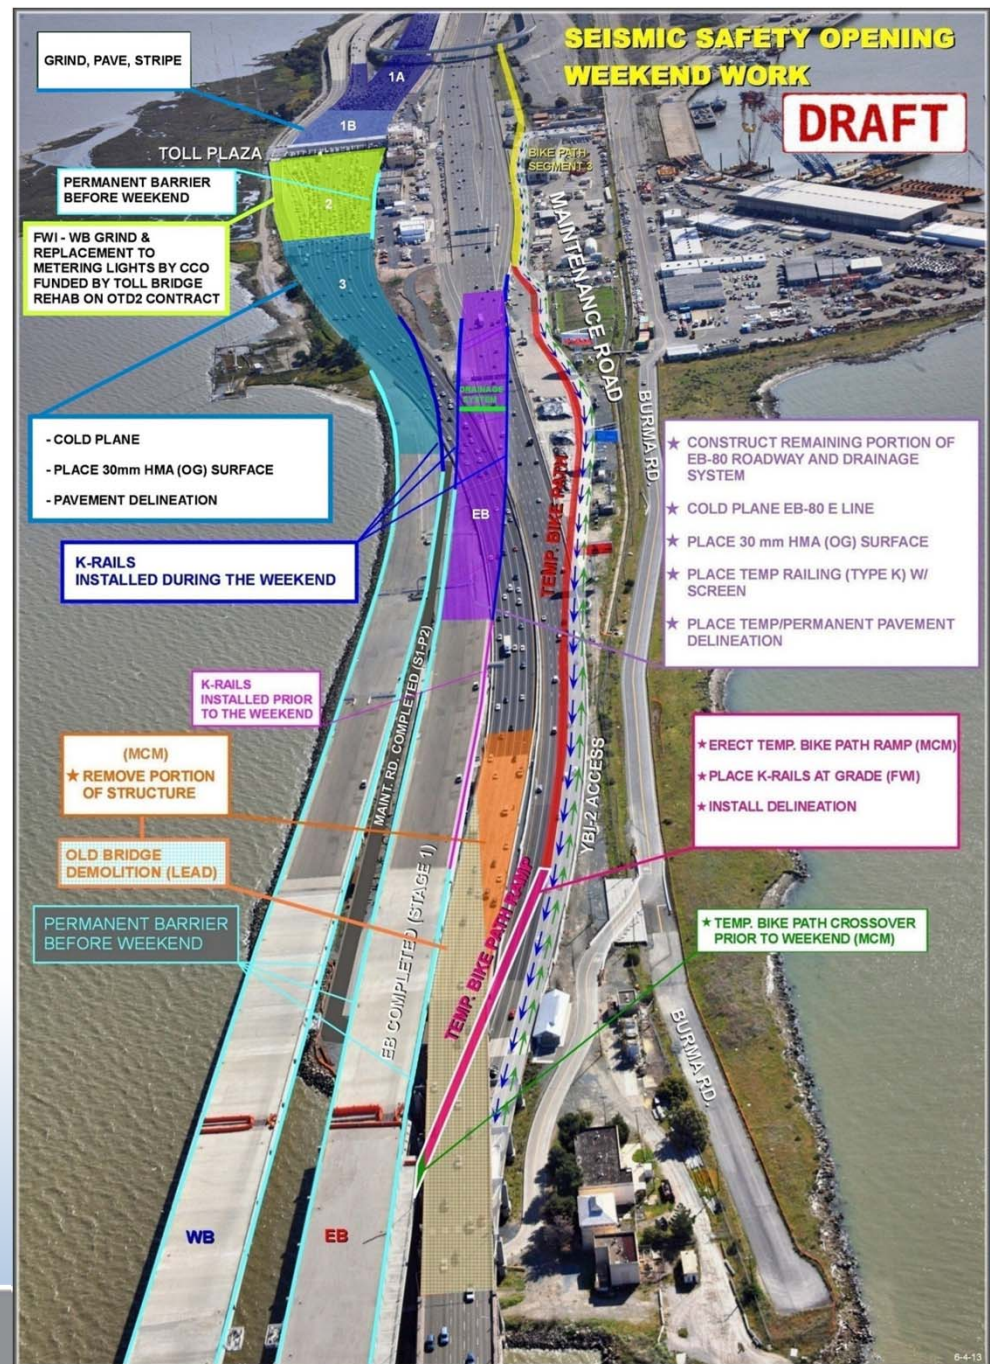 SEISMIC SAFETY OPENING
WEEKEND WORK
DRAFT
GRIND, PAVE, STRIPE
1A
1B
TOLL PLAZA
BIKE PATH
SEGMENT 3
PERMANENT BARRIER
BEFORE WEEKEND
2
FWI - WB GRIND &
REPLACEMENT TO
METERING LIGHTS BY CCO
FUNDED BY TOLL BRIDGE
REHAB ON OTD2 CONTRACT
3
MAINTENANCE ROAD
DRAINAGE
SYSTEM
BURMA RD.
- COLD PLANE
- PLACE 30mm HMA (OG) SURFACE
- PAVEMENT DELINEATION
★ CONSTRUCT REMAINING PORTION OF
EB-80 ROADWAY AND DRAINAGE
SYSTEM
★ COLD PLANE EB-80 E LINE
★ PLACE 30 mm HMA (OG) SURFACE
★ PLACE TEMP RAILING (TYPE K) W/
SCREEN
★ PLACE TEMP/PERMANENT PAVEMENT
DELINEATION
EB
TEMP. BIKE PATH
K-RAILS
INSTALLED DURING THE WEEKEND
MAINT. RD. COMPLETED (S1-P2)
K-RAILS
INSTALLED PRIOR
TO THE WEEKEND
(MCM)
★ REMOVE PORTION
OF STRUCTURE
YBI-2 ACCESS
★ ERECT TEMP. BIKE PATH RAMP (MCM)
★ PLACE K-RAILS AT GRADE (FWI)
★ INSTALL DELINEATION
OLD BRIDGE
DEMOLITION (LEAD)
EB COMPLETED (STAGE 1)
TEMP. BIKE PATH RAMP
PERMANENT BARRIER
BEFORE WEEKEND
★ TEMP. BIKE PATH CROSSOVER
PRIOR TO WEEKEND (MCM)
BURMA RD.
WB
EB
6-4-13